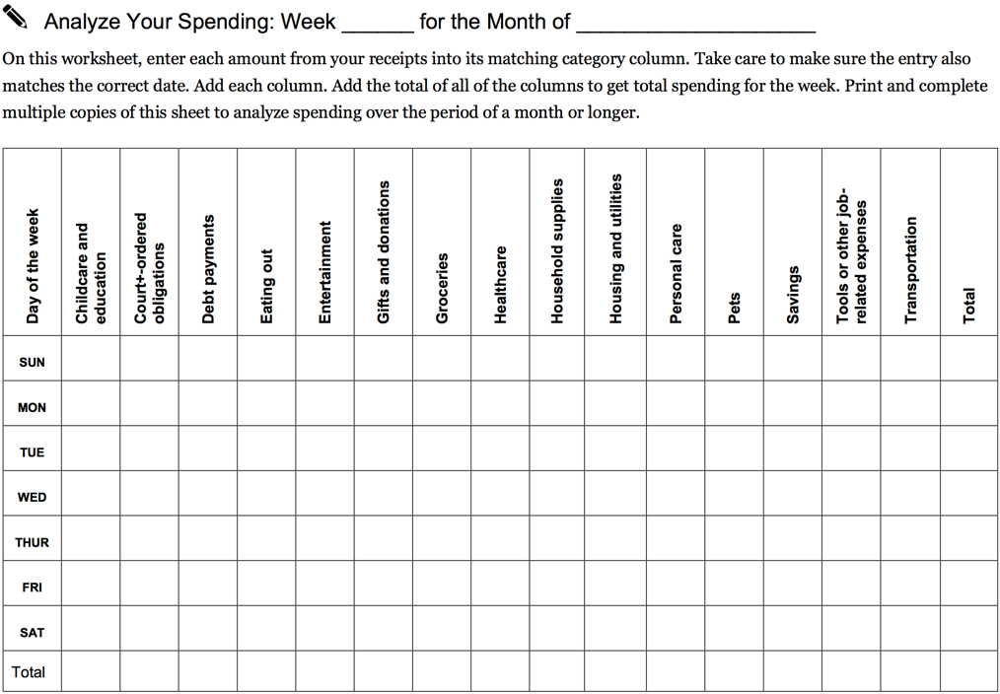 Analyze Your Spending: Week ______ for the Month of ____________________
On this worksheet, enter each amount from your receipts into its matching category column. Take care to make sure the entry also
matches the correct date. Add each column. Add the total of all of the columns to get total spending for the week. Print and complete
multiple copies of this sheet to analyze spending over the period of a month or longer.
Day of the week
Childcare and
education
Court+-ordered
obligations
Debt payments
Eating out
Entertainment
Gifts and donations
Groceries
Healthcare
Household supplies
Housing and utilities
Personal care
Pets
Savings
Tools or other job-
related expenses
Transportation
Total
SUN
MON
TUE
WED
THUR
FRI
SAT
Total